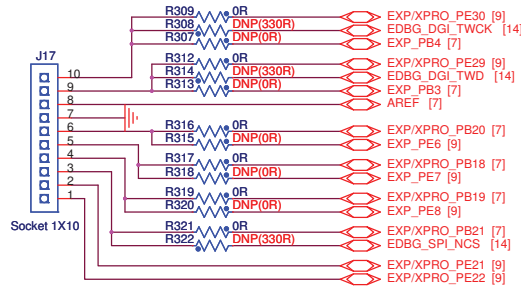 R309 0R EXP/XPRO_PE30 [9]
R308 DNP(330R) EDBG_DGI_TWCK [14]
R307 DNP(0R) EXP_PB4 [7]
J17
R312 0R EXP/XPRO_PE29 [9]
10 R314 DNP(330R) EDBG_DGI_TWD [14]
9 R313 DNP(0R) EXP_PB3 [7]
8 AREF [7]
7
6 R316 0R EXP/XPRO_PB20 [7]
5 R315 DNP(0R) EXP_PE6 [9]
4 R317 0R EXP/XPRO_PB18 [7]
3 R318 DNP(0R) EXP_PE7 [9]
2 R319 0R EXP/XPRO_PB19 [7]
1 R320 DNP(0R) EXP_PE8 [9]
Socket 1X10 R321 0R EXP/XPRO_PB21 [7]
R322 DNP(330R) EDBG_SPI_NCS [14]
EXP/XPRO_PE21 [9]
EXP/XPRO_PE22 [9]